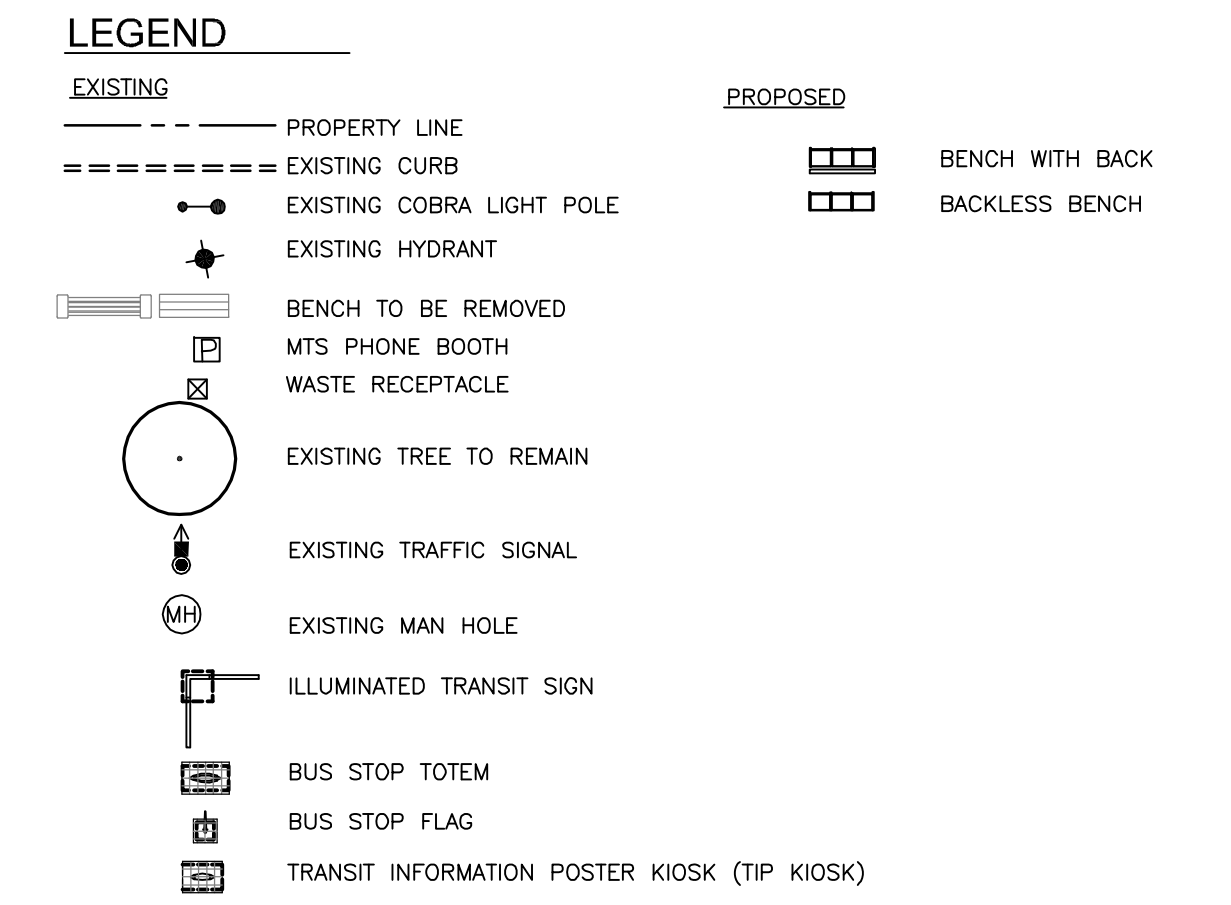 LEGEND
EXISTING
PROPERTY LINE
EXISTING CURB
EXISTING COBRA LIGHT POLE
EXISTING HYDRANT
BENCH TO BE REMOVED
P MTS PHONE BOOTH
WASTE RECEPTACLE
EXISTING TREE TO REMAIN
EXISTING TRAFFIC SIGNAL
MH EXISTING MAN HOLE
ILLUMINATED TRANSIT SIGN
BUS STOP TOTEM
BUS STOP FLAG
TRANSIT INFORMATION POSTER KIOSK (TIP KIOSK)
PROPOSED
BENCH WITH BACK
BACKLESS BENCH